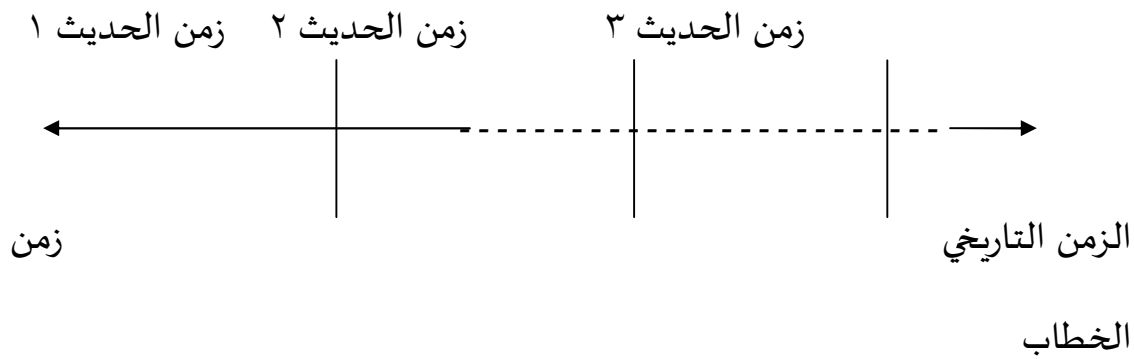 زمن الحديث ٣ زمن الحديث ٢ زمن الحديث ١
الزمن التاريخي زمن
الخطاب